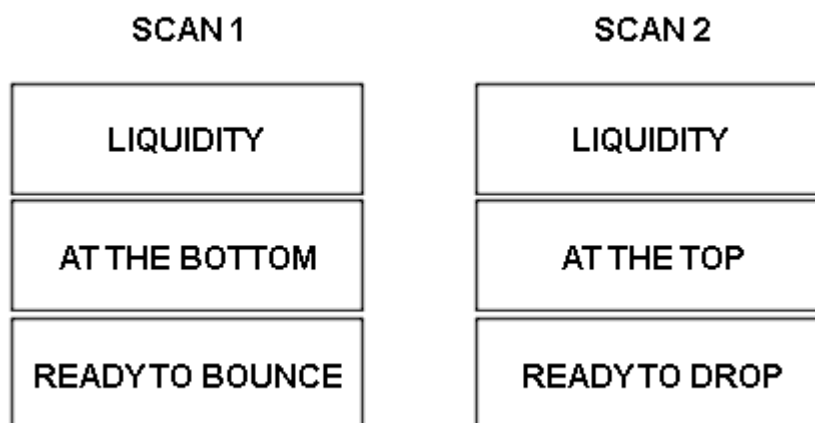 SCAN 1
LIQUIDITY
AT THE BOTTOM
READY TO BOUNCE
SCAN 2
LIQUIDITY
AT THE TOP
READY TO DROP